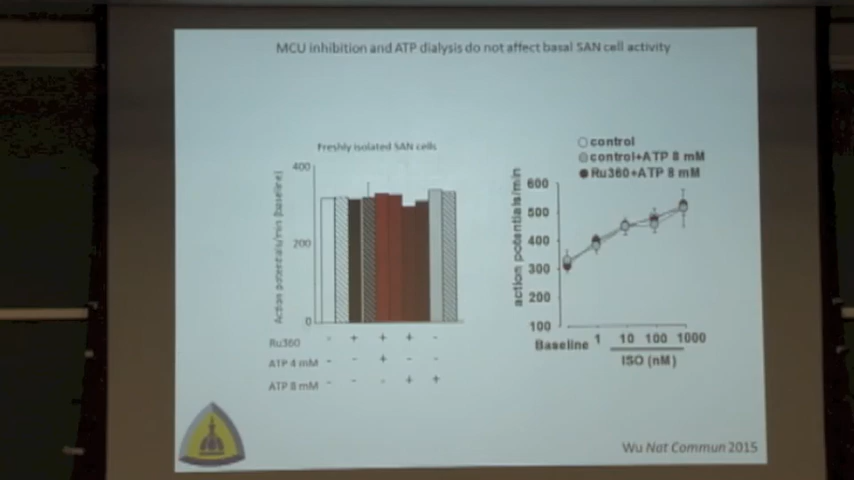 MCU inhibition and ATP dialysis do not affect basal SAN cell activity
Freshly isolated SAN cells
Action potentials/min (baseline)
400
200
0
Ru360 - + + + -
ATP 4 mM - - + - -
ATP 8 mM - - - + +
control
control+ATP 8 mM
Ru360+ATP 8 mM
action potentials/min
600
500
400
300
200
100
Baseline 1 10 100 1000
ISO (nM)
Wu Nat Commun 2015